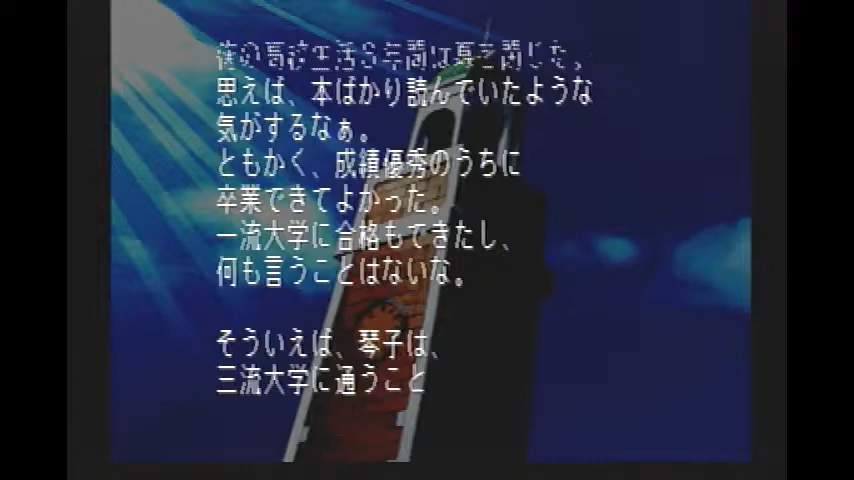 俺の高校生活３年間は幕を閉じた。
思えば、本ばかり読んでいたような
気がするなぁ。
ともかく、成績優秀のうちに
卒業できてよかった。
一流大学に合格もできたし、
何も言うことはないな。
そういえば、琴子は、
三流大学に通うこと